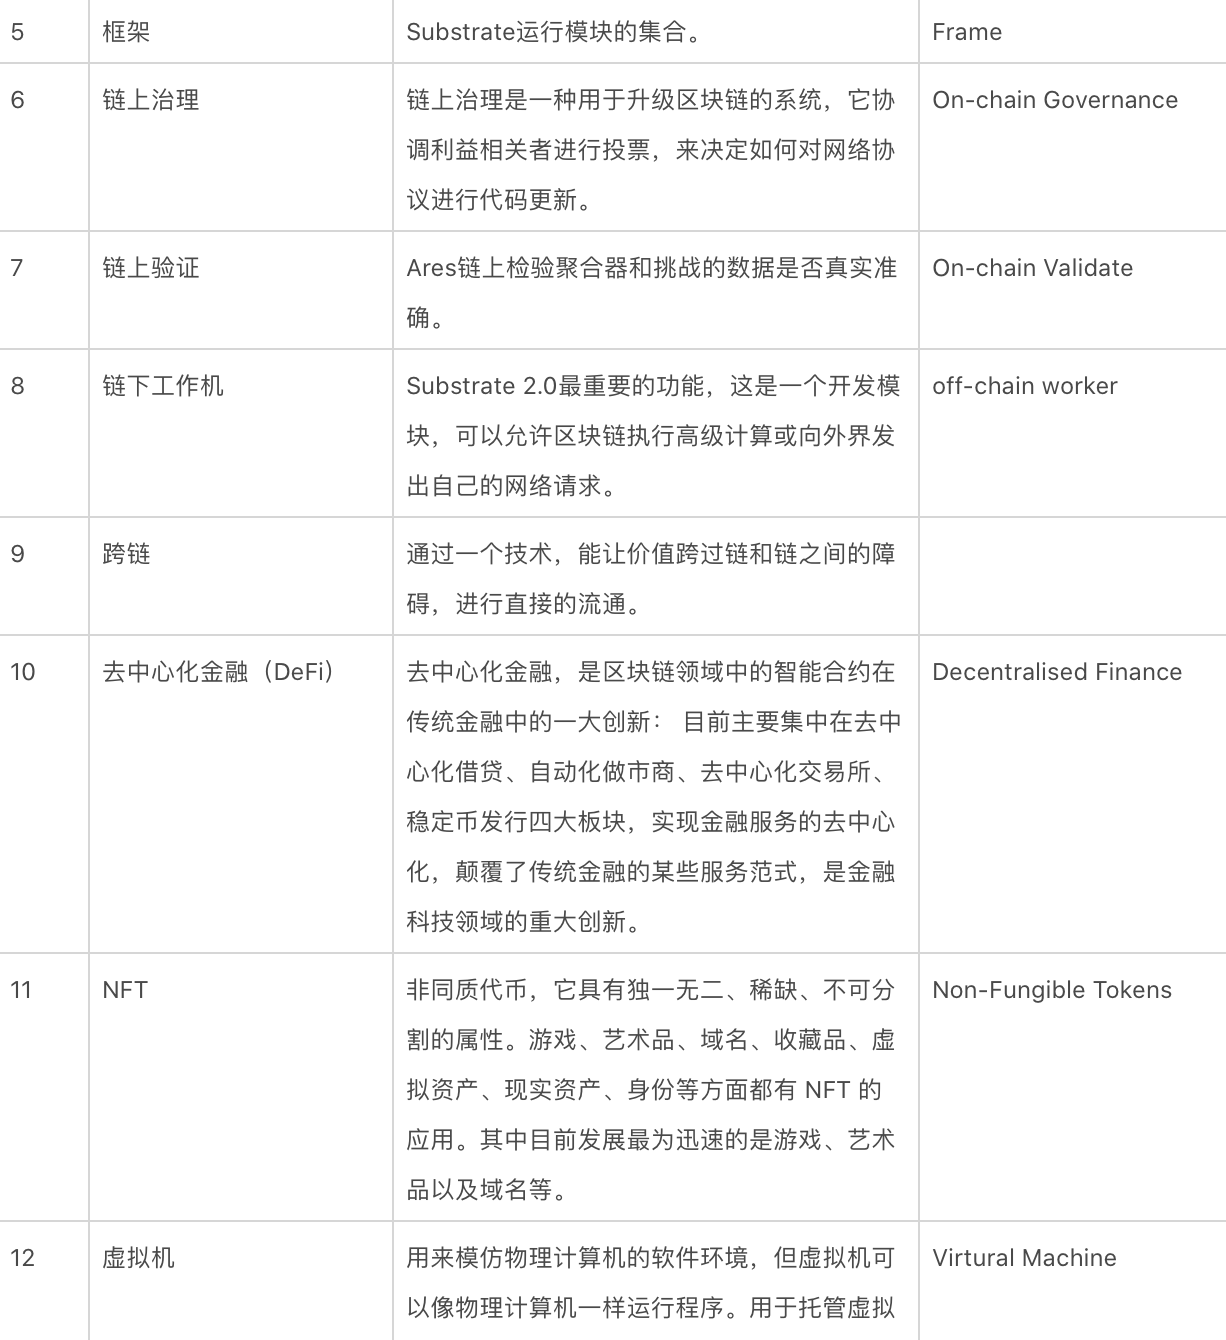 5 框架 Substrate运行模块的集合。 Frame
6 链上治理 链上治理是一种用于升级区块链的系统，它协 On-chain Governance
调利益相关者进行投票，来决定如何对网络协
议进行代码更新。
7 链上验证 Ares链上检验聚合器和挑战的数据是否真实准 On-chain Validate
确。
8 链下工作机 Substrate 2.0最重要的功能，这是一个开发模 off-chain worker
块，可以允许区块链执行高级计算或向外界发
出自己的网络请求。
9 跨链 通过一个技术，能让价值跨过链和链之间的障
碍，进行直接的流通。
10 去中心化金融（DeFi） 去中心化金融，是区块链领域中的智能合约在 Decentralised Finance
传统金融中的一大创新： 目前主要集中在去中
心化借贷、自动化做市商、去中心化交易所、
稳定币发行四大板块，实现金融服务的去中心
化，颠覆了传统金融的某些服务范式，是金融
科技领域的重大创新。
11 NFT 非同质代币，它具有独一无二、稀缺、不可分 Non-Fungible Tokens
割的属性。游戏、艺术品、域名、收藏品、虚
拟资产、现实资产、身份等方面都有 NFT 的
应用。其中目前发展最为迅速的是游戏、艺术
品以及域名等。
12 虚拟机 用来模仿物理计算机的软件环境，但虚拟机可 Virtural Machine
以像物理计算机一样运行程序。用于托管虚拟